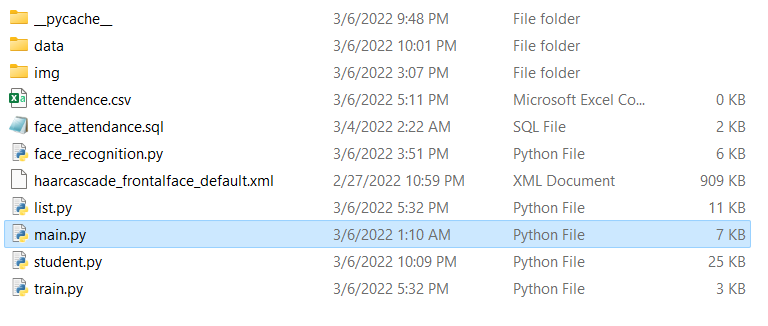 __pycache__ 3/6/2022 9:48 PM File folder
data 3/6/2022 10:01 PM File folder
img 3/6/2022 3:07 PM File folder
attendence.csv 3/6/2022 5:11 PM Microsoft Excel Co... 0 KB
face_attendance.sql 3/4/2022 2:22 AM SQL File 2 KB
face_recognition.py 3/6/2022 3:51 PM Python File 6 KB
haarcascade_frontalface_default.xml 2/27/2022 10:59 PM XML Document 909 KB
list.py 3/6/2022 5:32 PM Python File 11 KB
main.py 3/6/2022 1:10 AM Python File 7 KB
student.py 3/6/2022 10:09 PM Python File 25 KB
train.py 3/6/2022 5:32 PM Python File 3 KB